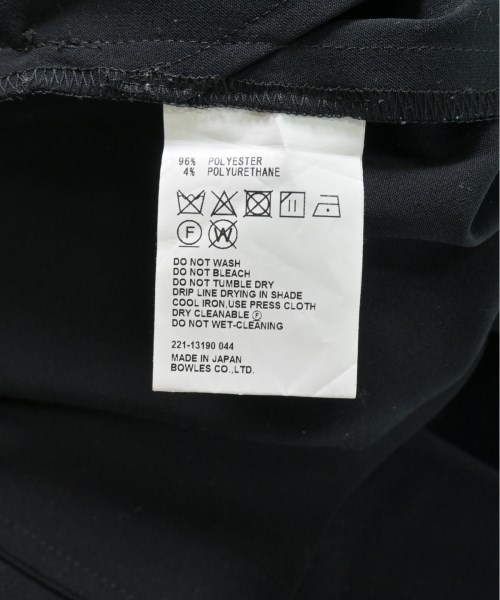 96% POLYESTER
4% POLYURETHANE
F W
DO NOT WASH
DO NOT BLEACH
DO NOT TUMBLE DRY
DRIP LINE DRYING IN SHADE
COOL IRON,USE PRESS CLOTH
DRY CLEANABLE Ⓕ
DO NOT WET-CLEANING
221-13190 044
MADE IN JAPAN
BOWLES CO.,LTD.